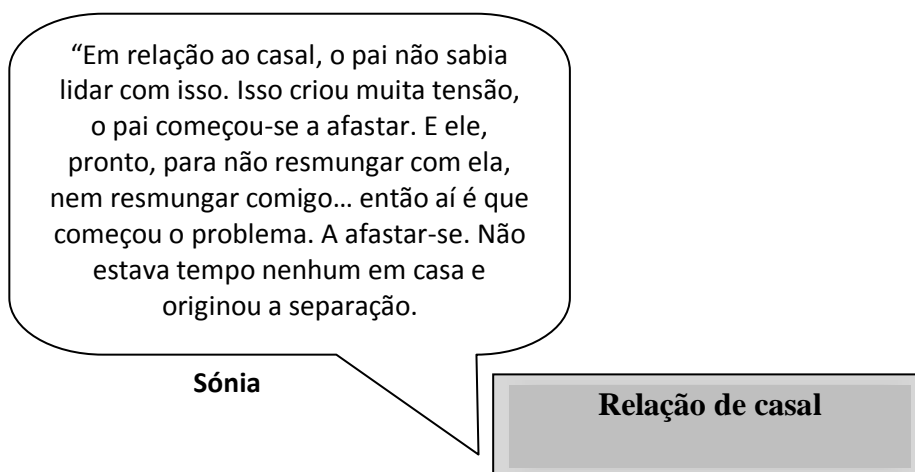 “Em relação ao casal, o pai não sabia
lidar com isso. Isso criou muita tensão,
o pai começou-se a afastar. E ele,
pronto, para não resmungar com ela,
nem resmungar comigo… então aí é que
começou o problema. A afastar-se. Não
estava tempo nenhum em casa e
originou a separação.
Sónia
Relação de casal